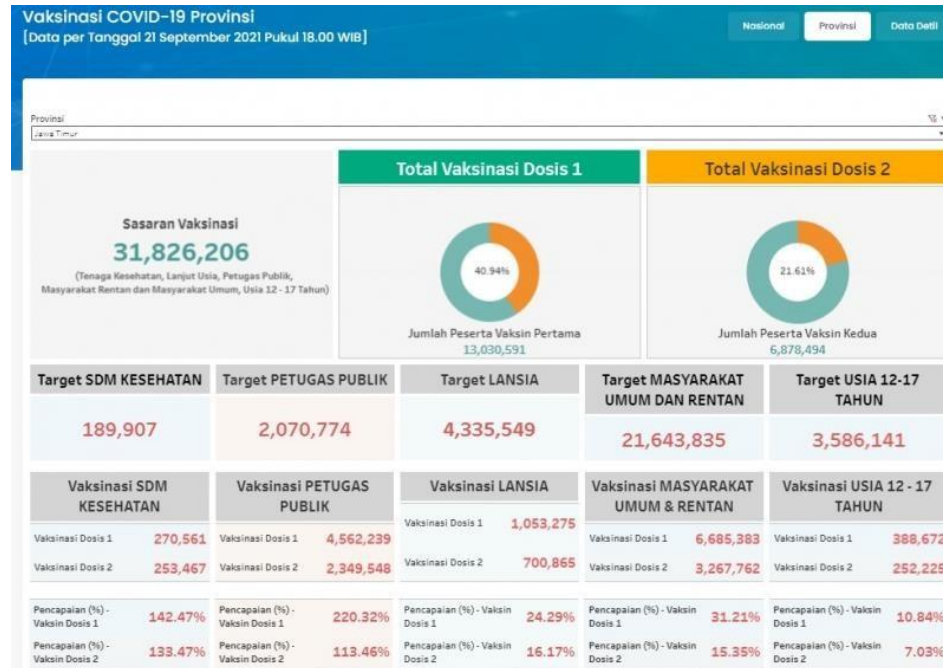 Vaksinasi COVID-19 Provinsi
[Data per Tanggal 21 September 2021 Pukul 18.00 WIB]
Nasional
Provinsi
Data Detil
Provinsi
Jawa Timur
Sasaran Vaksinasi
31,826,206
(Tenaga Kesehatan, Lanjut Usia, Petugas Publik,
Masyarakat Rentan dan Masyarakat Umum, Usia 12 - 17 Tahun)
Total Vaksinasi Dosis 1
40.94%
Jumlah Peserta Vaksin Pertama
13,030,591
Total Vaksinasi Dosis 2
21.61%
Jumlah Peserta Vaksin Kedua
6,878,494
Target SDM KESEHATAN
189,907
Target PETUGAS PUBLIK
2,070,774
Target LANSIA
4,335,549
Target MASYARAKAT
UMUM DAN RENTAN
21,643,835
Target USIA 12-17
TAHUN
3,586,141
Vaksinasi SDM
KESEHATAN
Vaksinasi Dosis 1 270,561
Vaksinasi Dosis 2 253,467
Pencapaian (%) -
Vaksin Dosis 1 142.47%
Pencapaian (%) -
Vaksin Dosis 2 133.47%
Vaksinasi PETUGAS
PUBLIK
Vaksinasi Dosis 1 4,562,239
Vaksinasi Dosis 2 2,349,548
Pencapaian (%) -
Vaksin Dosis 1 220.32%
Pencapaian (%) -
Vaksin Dosis 2 113.46%
Vaksinasi LANSIA
Vaksinasi Dosis 1 1,053,275
Vaksinasi Dosis 2 700,865
Pencapaian (%) - Vaksin
Dosis 1 24.29%
Pencapaian (%) - Vaksin
Dosis 2 16.17%
Vaksinasi MASYARAKAT
UMUM & RENTAN
Vaksinasi Dosis 1 6,685,383
Vaksinasi Dosis 2 3,267,762
Pencapaian (%) - Vaksin
Dosis 1 31.21%
Pencapaian (%) - Vaksin
Dosis 2 15.35%
Vaksinasi USIA 12 - 17
TAHUN
Vaksinasi Dosis 1 388,672
Vaksinasi Dosis 2 252,225
Pencapaian (%) - Vaksin
Dosis 1 10.84%
Pencapaian (%) - Vaksin
Dosis 2 7.03%